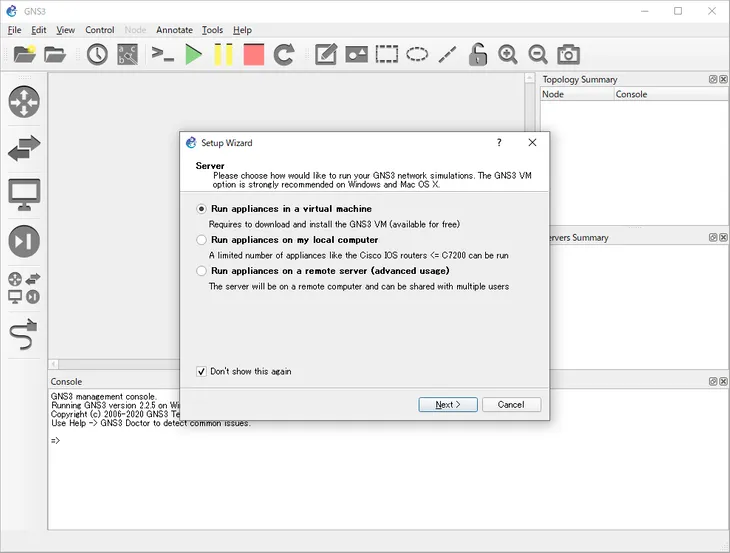 GNS3
File Edit View Control Node Annotate Tools Help
Topology Summary
Node Console
Setup Wizard
Server
Please choose how would like to run your GNS3 network simulations. The GNS3 VM
option is strongly recommended on Windows and Mac OS X.
Run appliances in a virtual machine
Requires to download and install the GNS3 VM (available for free)
Run appliances on my local computer
A limited number of appliances like the Cisco IOS routers <= C7200 can be run
Run appliances on a remote server (advanced usage)
The server will be on a remote computer and can be shared with multiple users
Don't show this again
Next >
Cancel
ervers Summary
Console
GNS3 management console.
Running GNS3 version 2.2.5 on Wi
Copyright (c) 2006-2020 GNS3 Te
Use Help -> GNS3 Doctor to detect common issues.
=>